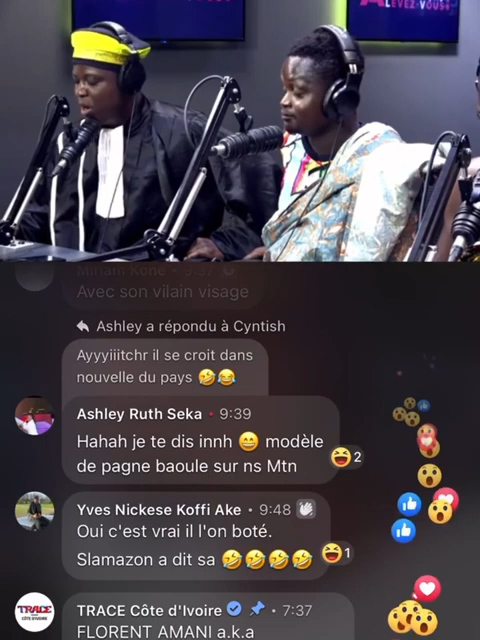 LEVEZ-VOUS
Miriam Kone • 9:37
Avec son vilain visage
Ashley a répondu à Cyntish
Ayyyiiitchr il se croit dans
nouvelle du pays 🤣😂
Ashley Ruth Seka • 9:39
Hahah je te dis innh 😁 modèle
de pagne baoule sur ns Mtn
😆 2
Yves Nickese Koffi Ake • 9:48
Oui c'est vrai il l'on boté.
Slamazon a dit sa 🤣🤣🤣🤣
😆 1
TRACE
CÔTE D'IVOIRE
TRACE Côte d'Ivoire • 7:37
FLORENT AMANI a.k.a